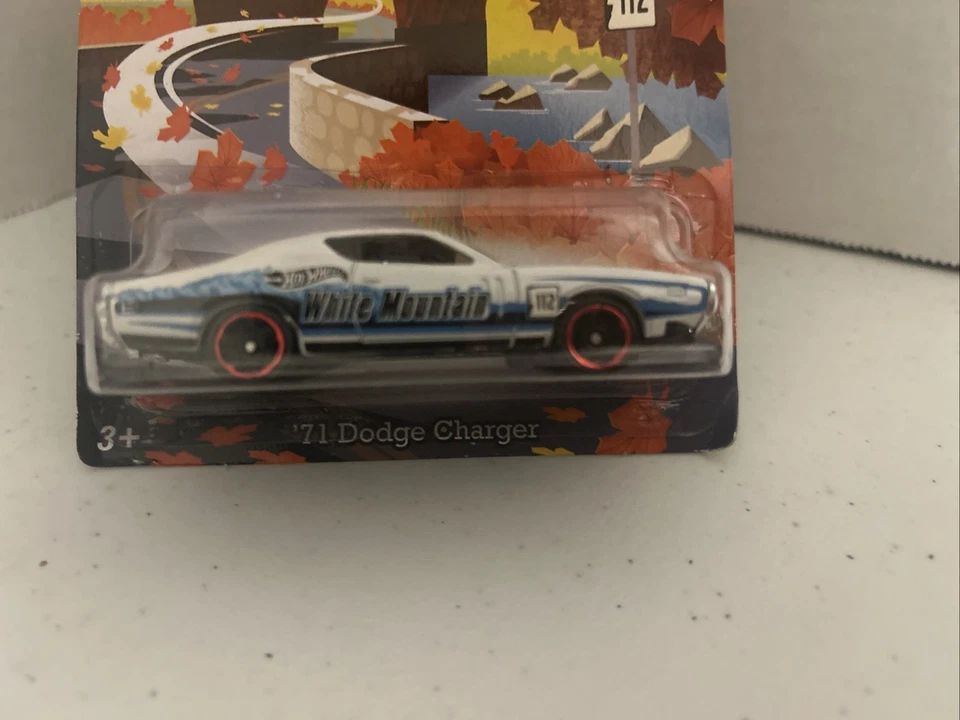 112
HOT WHEELS
White Mountain
112
3+
'71 Dodge Charger